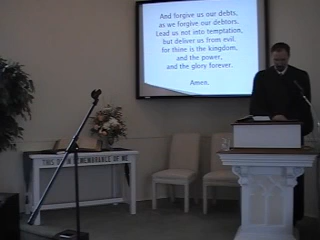 And forgive us our debts,
as we forgive our debtors.
Lead us not into temptation,
but deliver us from evil.
for thine is the kingdom,
and the power,
and the glory forever.
Amen.
THIS DO IN REMEMBRANCE OF ME